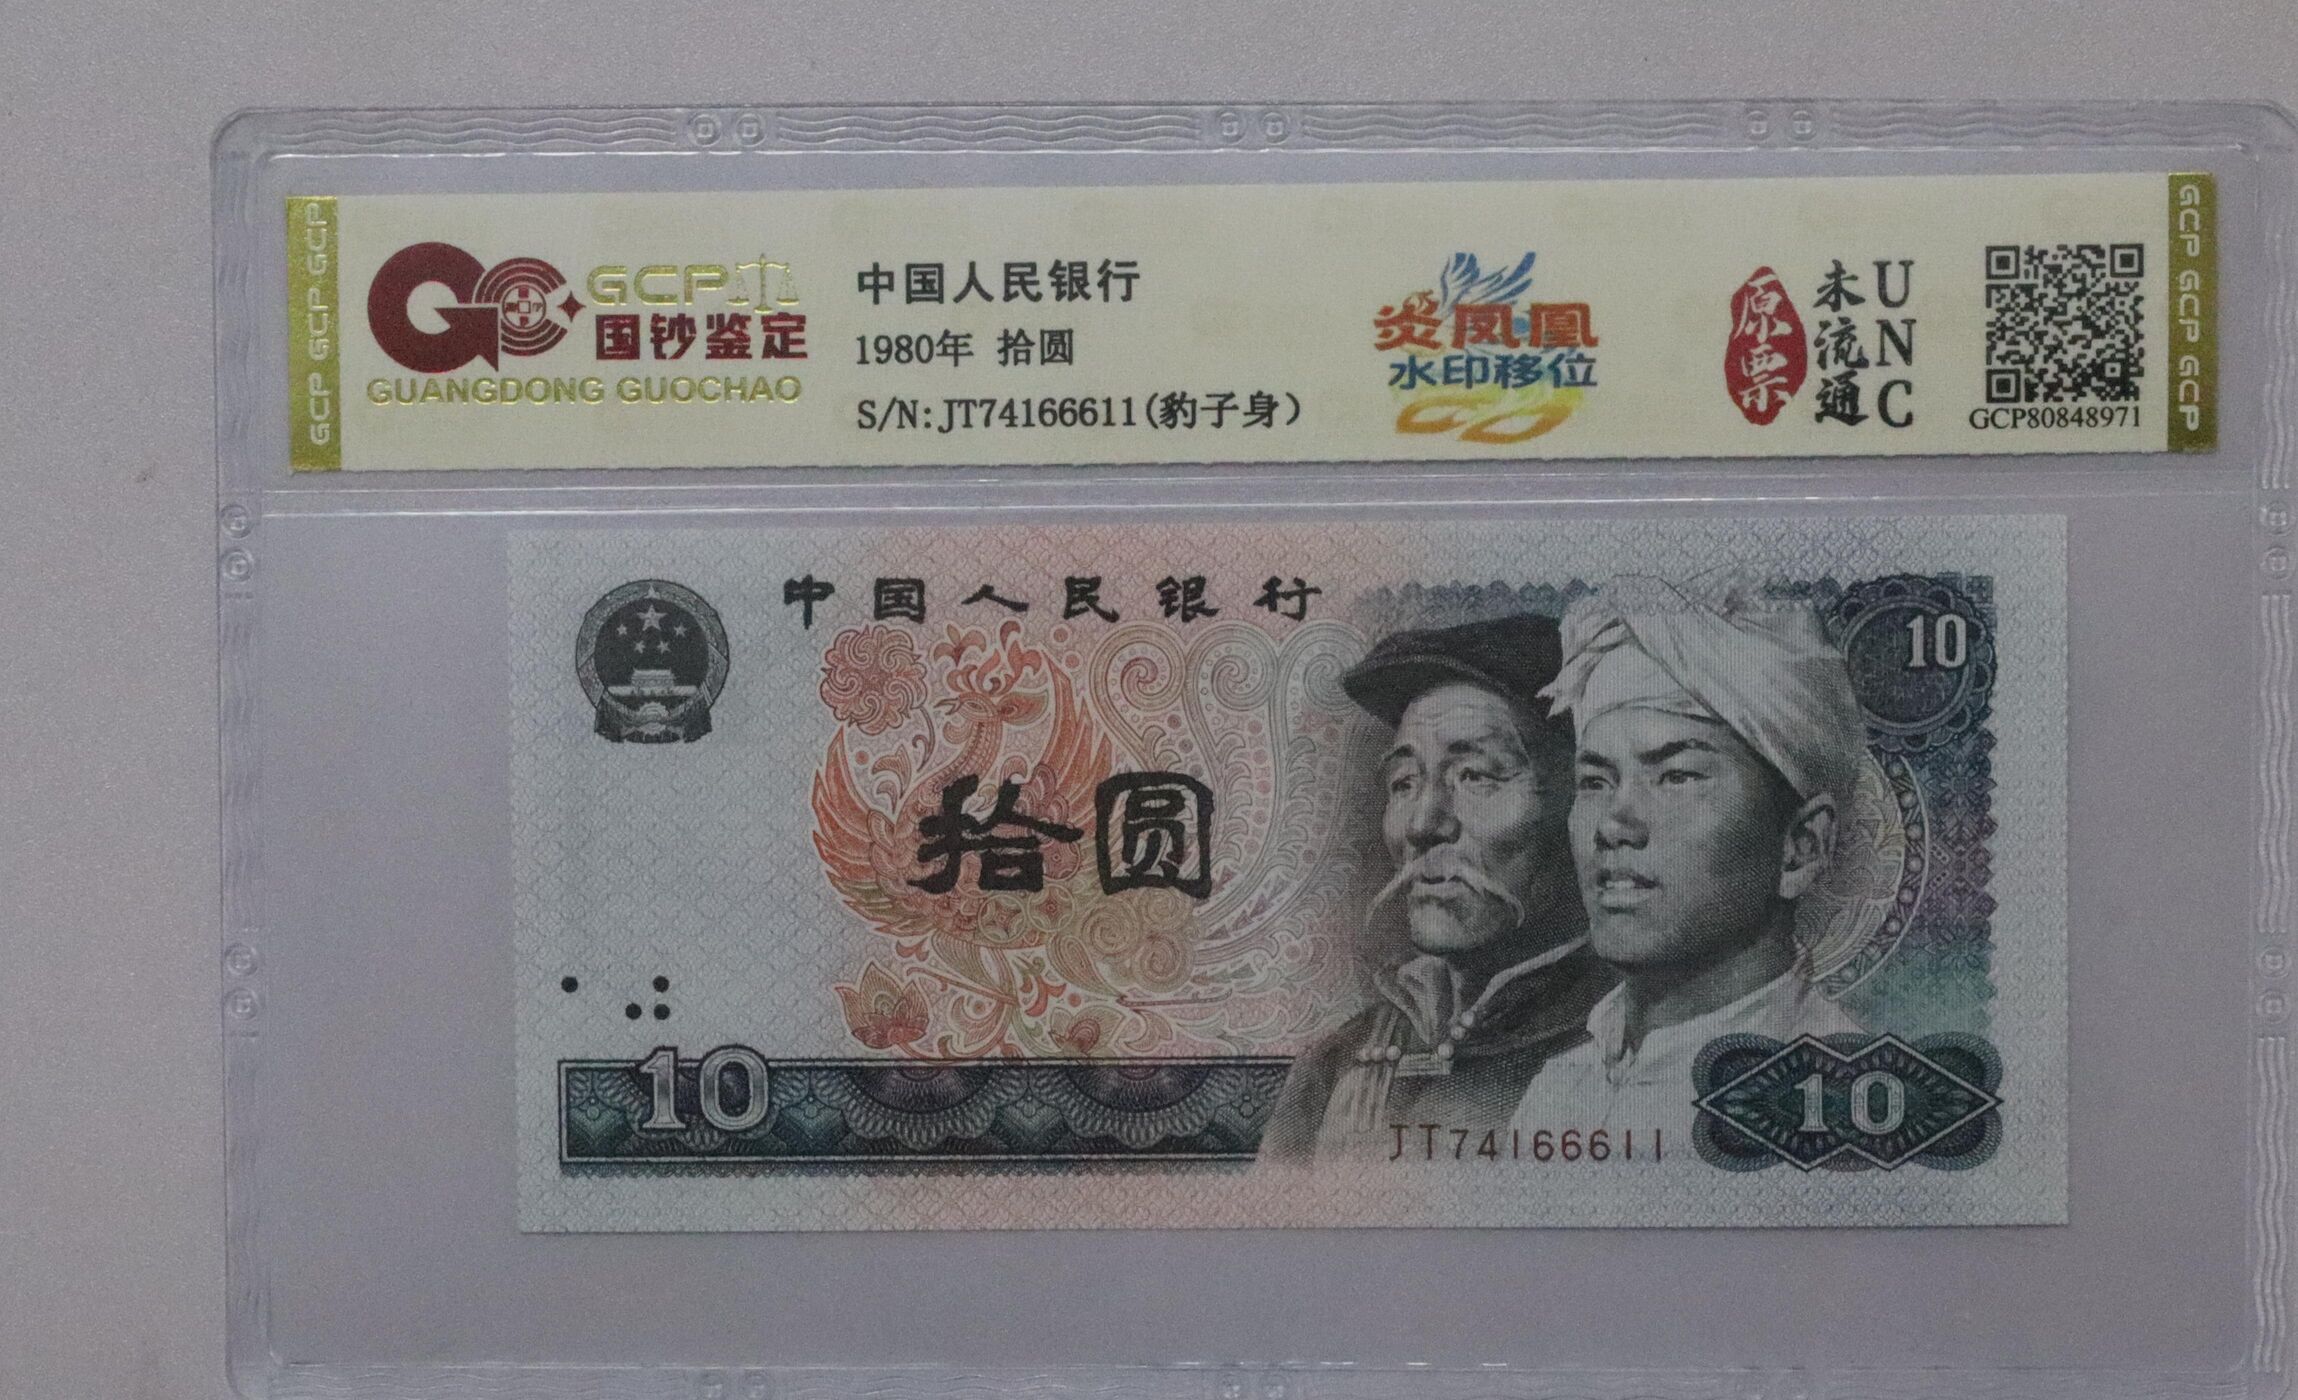 GCP GCP GCP
GCP
国钞鉴定
GUANGDONG GUOCHAO
中国人民银行
1980年 拾圆
S/N:JT74166611(豹子身)
炎凤凰
水印移位
原票
未流通
UNC
GCP80848971
GCP GCP GCP
中国人民银行
10
拾圆
10
JT74166611
10